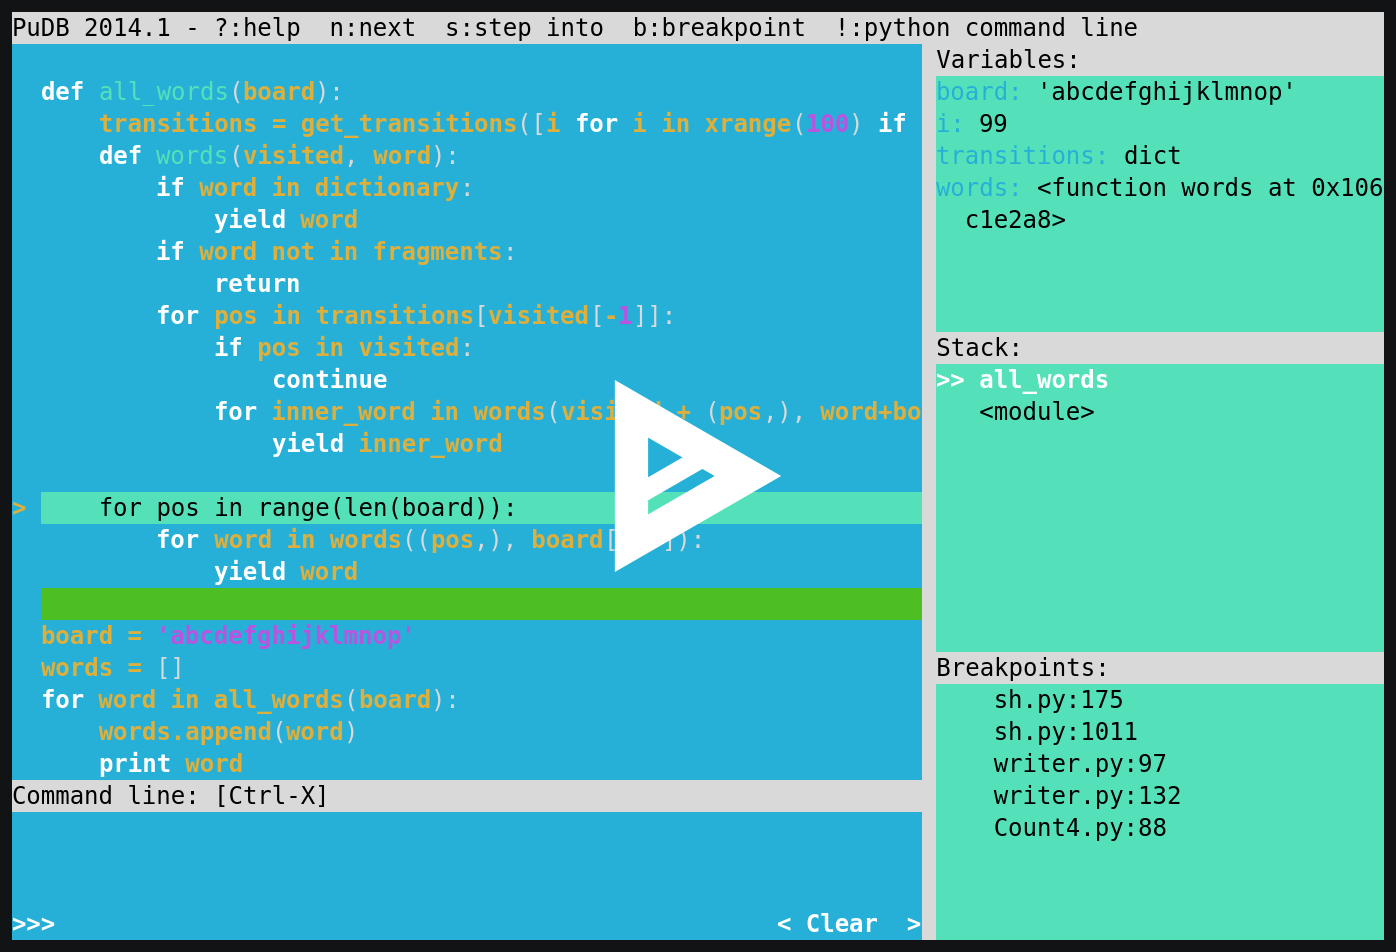 PuDB 2014.1 - ?:help  n:next  s:step into  b:breakpoint  !:python command line
def all_words(board):
    transitions = get_transitions([i for i in xrange(100) if
    def words(visited, word):
        if word in dictionary:
            yield word
        if word not in fragments:
            return
        for pos in transitions[visited[-1]]:
            if pos in visited:
                continue
            for inner_word in words( + (pos,), word+bo
                yield inner_word
>     for pos in range(len(board)):
        for word in words((pos,), board[ ]):
            yield word
board = 'abcdefghijklmnop'
words = []
for word in all_words(board):
    words.append(word)
    print word
Command line: [Ctrl-X]
>>>
< Clear  >
Variables:
board: 'abcdefghijklmnop'
i: 99
transitions: dict
words: <function words at 0x106
  c1e2a8>
Stack:
>> all_words
   <module>
Breakpoints:
    sh.py:175
    sh.py:1011
    writer.py:97
    writer.py:132
    Count4.py:88